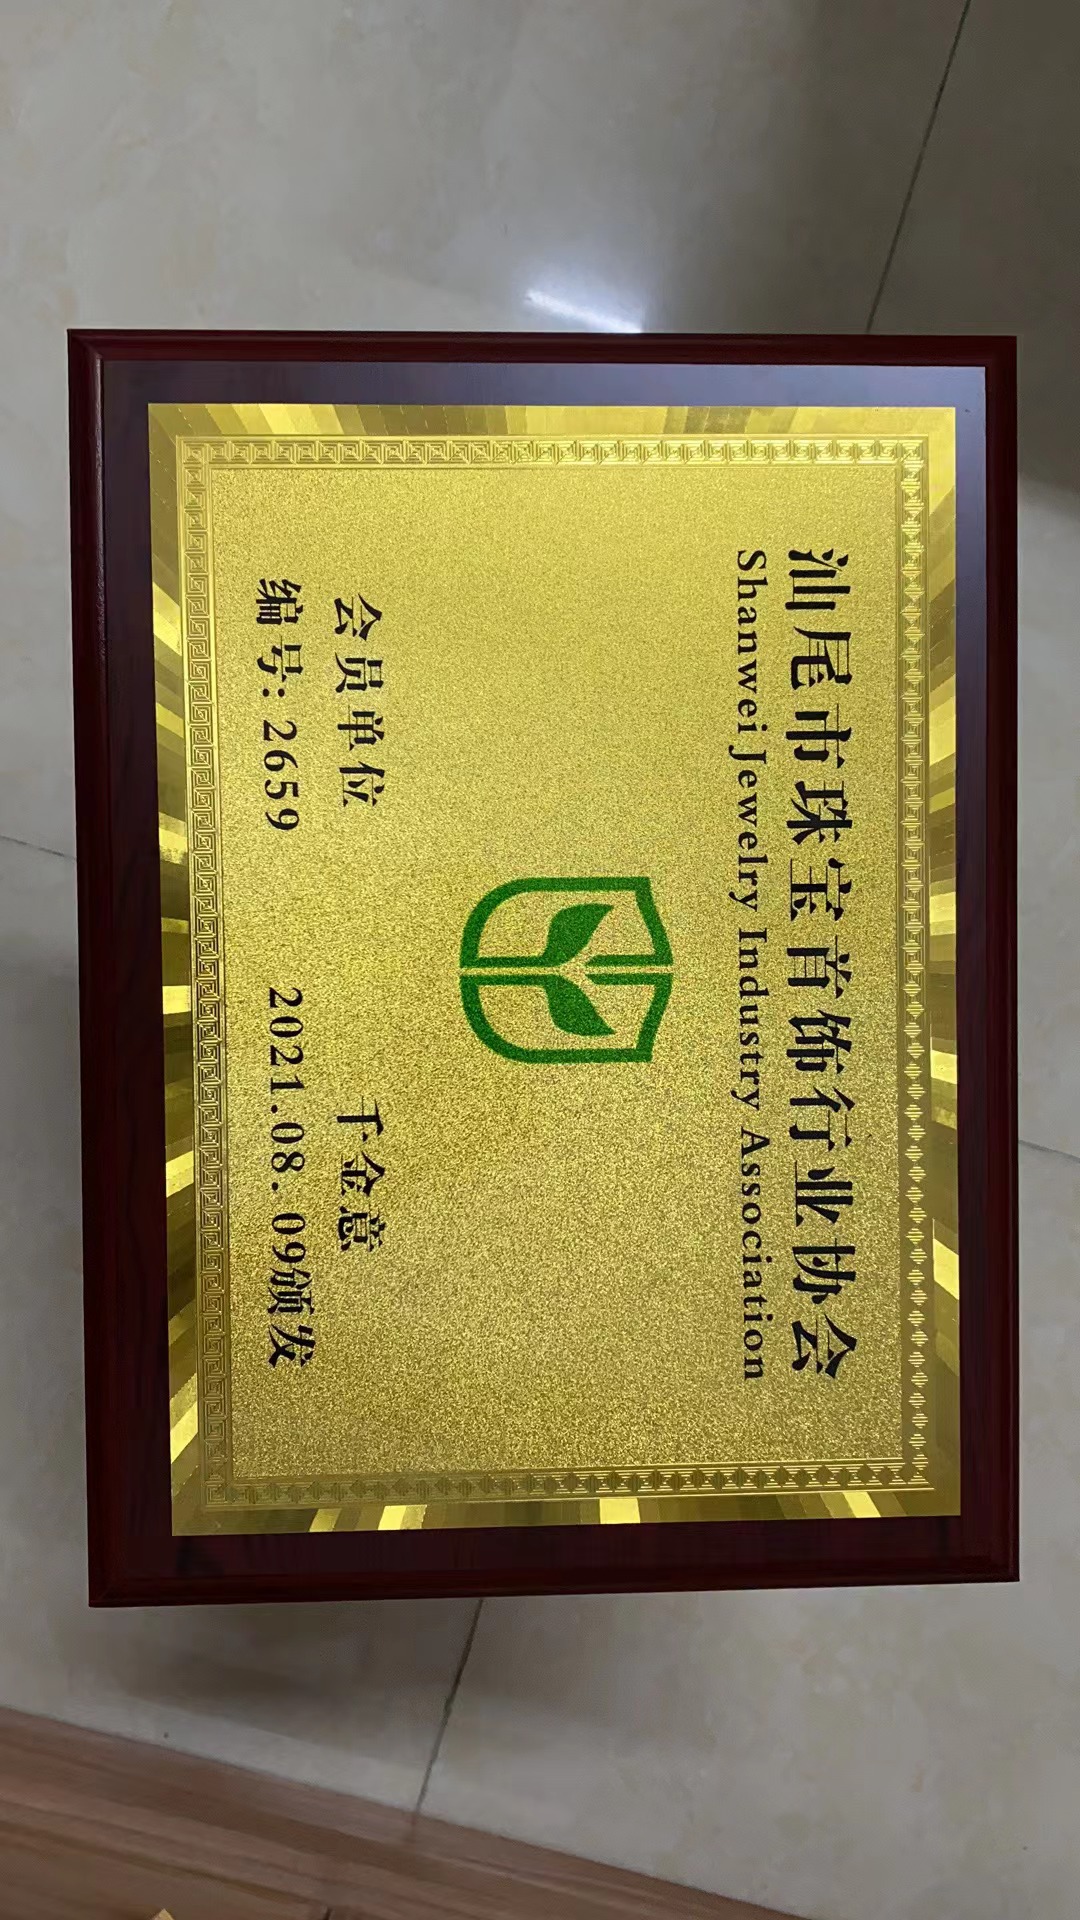 汕尾市珠宝首饰行业协会
Shanwei Jewelry Industry Association
会员单位 千金意
编号: 2659 2021.08.09颁发